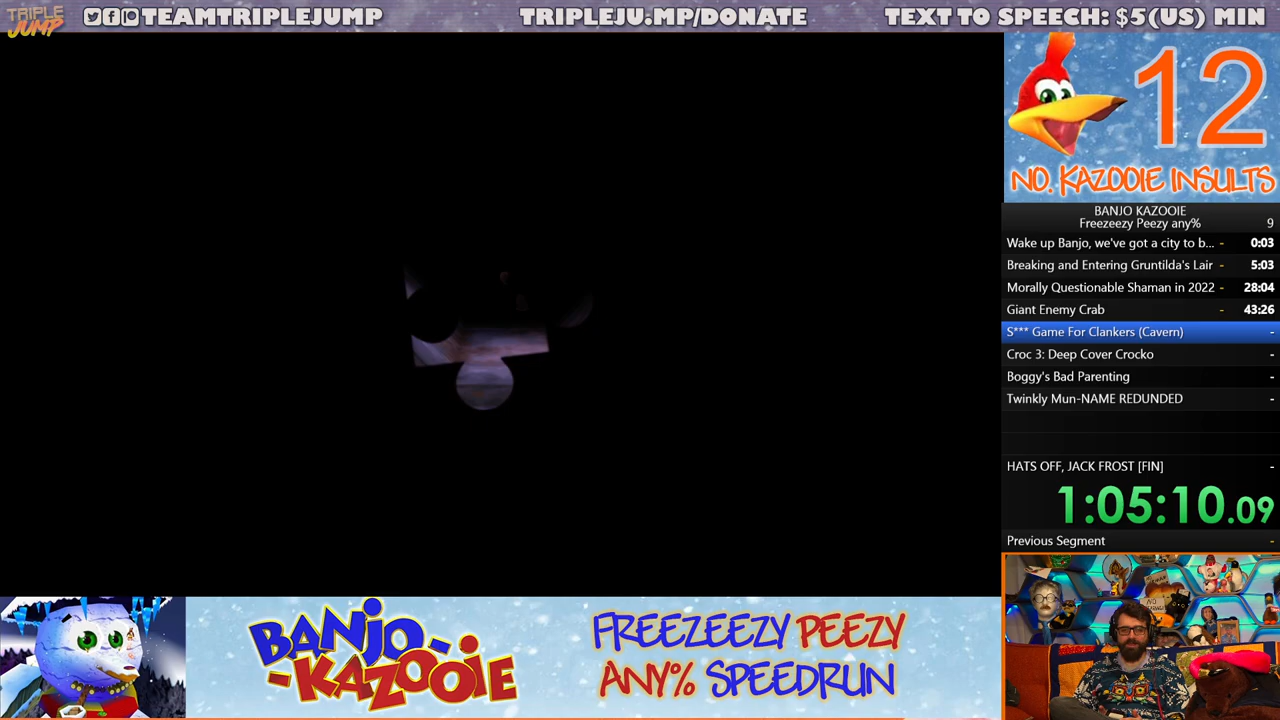 TRIPLE
JUMP
TEAMTRIPLEJUMP
TRIPLEJU.MP/DONATE
TEXT TO SPEECH: $5(US) MIN
12
NO. KAZOOIE INSULTS
BANJO KAZOOIE
Freezeezy Peezy any% 9
Wake up Banjo, we've got a city to b... - 0:03
Breaking and Entering Gruntilda's Lair - 5:03
Morally Questionable Shaman in 2022 - 28:04
Giant Enemy Crab - 43:26
S*** Game For Clankers (Cavern) -
Croc 3: Deep Cover Crocko -
Boggy's Bad Parenting -
Twinkly Mun-NAME REDUNDED -
HATS OFF, JACK FROST [FIN] -
1:05:10.09
Previous Segment -
BANJO-
-KAZOOIE
FREEZEEZY PEEZY
ANY% SPEEDRUN